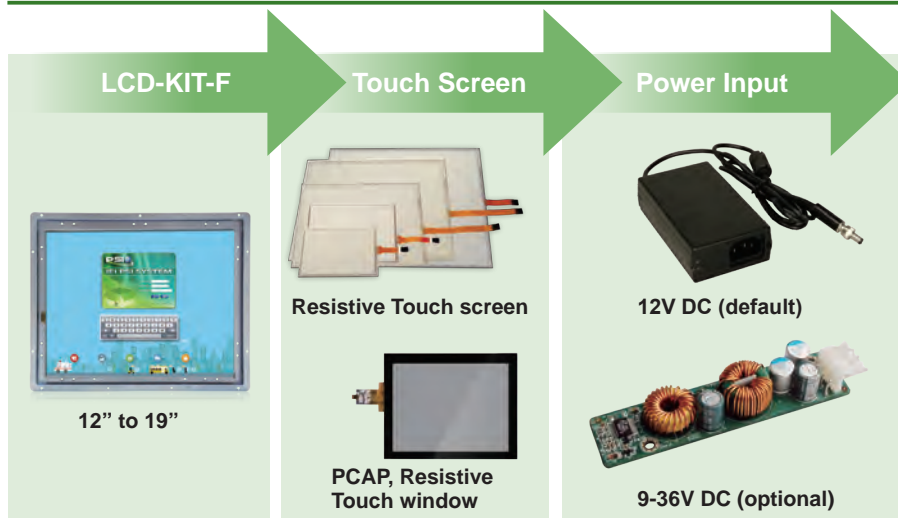 LCD-KIT-F
Touch Screen
Power Input
12” to 19”
Resistive Touch screen
PCAP, Resistive
Touch window
12V DC (default)
9-36V DC (optional)